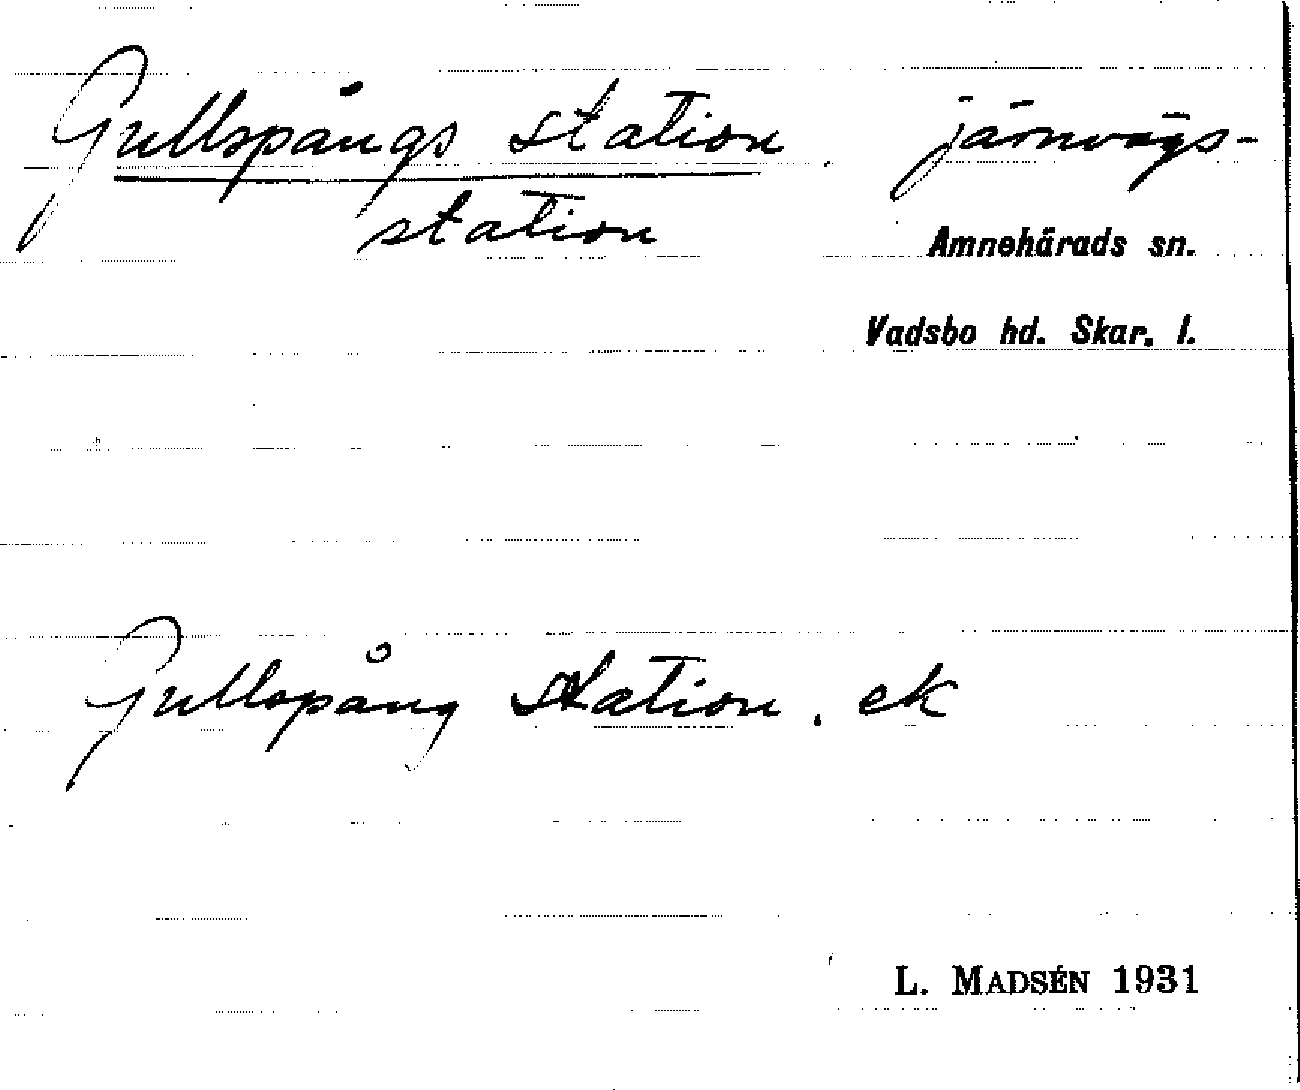 Gullspångs station. järnvägs-
station
Amnehärads sn.
Vadsbo hd. Skar. l.
Gullspång station. ek
L. MADSÉN 1931